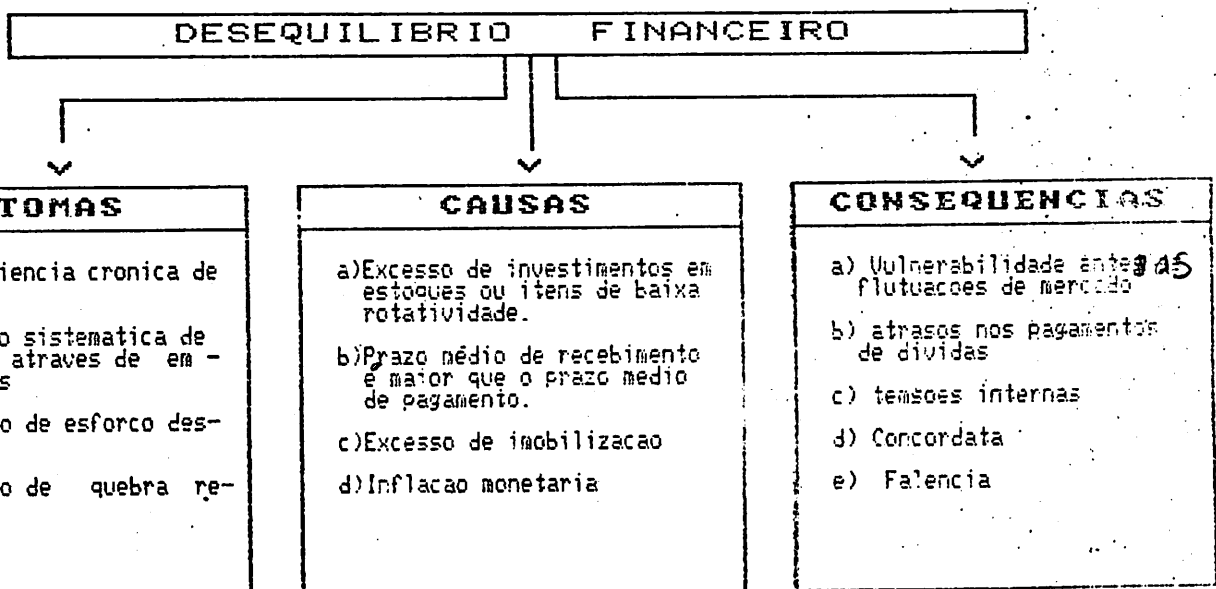 DESEQUILIBRIO FINANCEIRO
TOMAS
iencia cronica de
o sistematica de
atraves de em -
s
o de esforco des-
o de quebra re-
CAUSAS
a)Excesso de investimentos em
estoques ou itens de baixa
rotatividade.
b)Prazo médio de recebimento
e maior que o prazo medio
de pagamento.
c)Excesso de imobilizacao
d)Inflacao monetaria
CONSEQUENCIAS
a) Vulnerabilidade ante as
flutuacoes de mercado
b) atrasos nos pagamentos
de dividas
c) temsoes internas
d) Concordata
e) Falencia